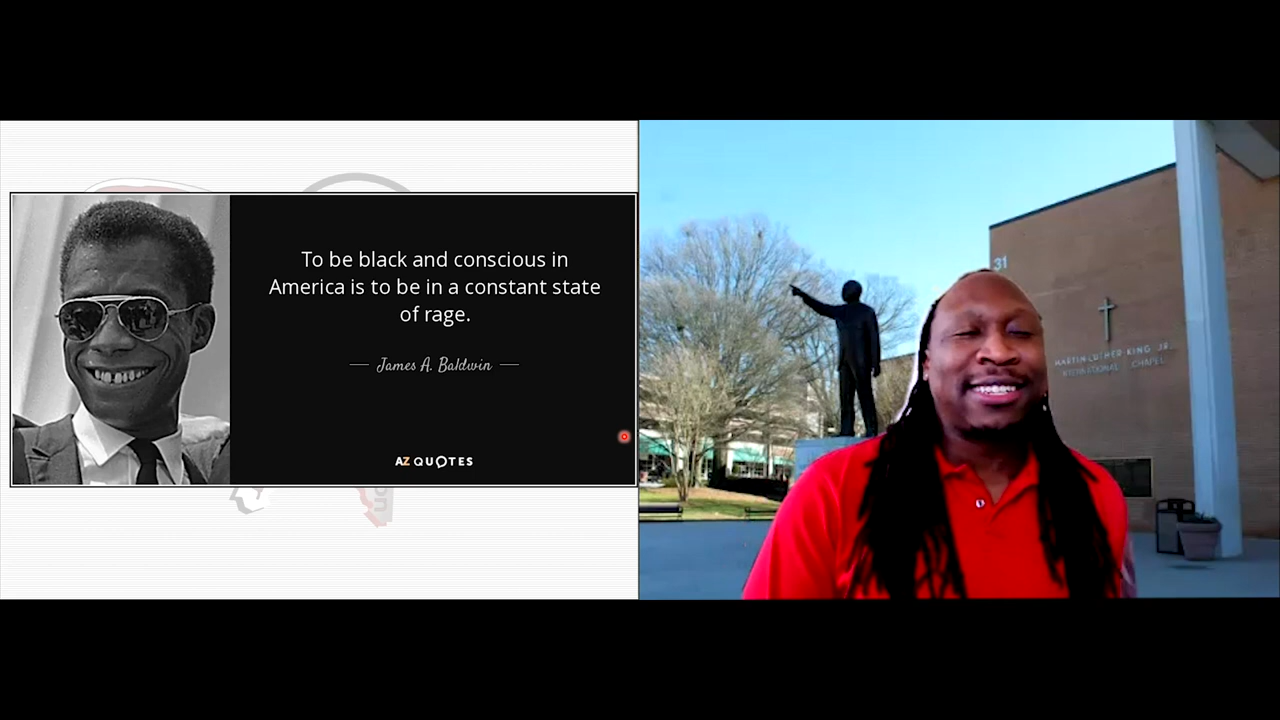 To be black and conscious in
America is to be in a constant state
of rage.
James A. Baldwin
AZ QUOTES
on
31
MARTIN LUTHER KING JR.
INTERNATIONAL CHAPEL